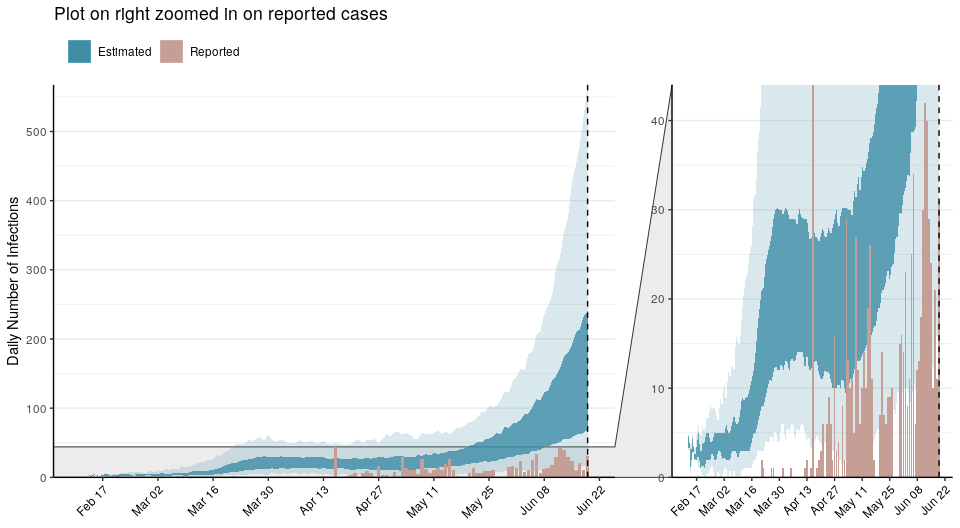 Plot on right zoomed in on reported cases
Estimated Reported
Daily Number of Infections
500
400
300
200
100
0
Feb 17 Mar 02 Mar 16 Mar 30 Apr 13 Apr 27 May 11 May 25 Jun 08 Jun 22
40
30
20
10
0
Feb 17 Mar 02 Mar 16 Mar 30 Apr 13 Apr 27 May 11 May 25 Jun 08 Jun 22